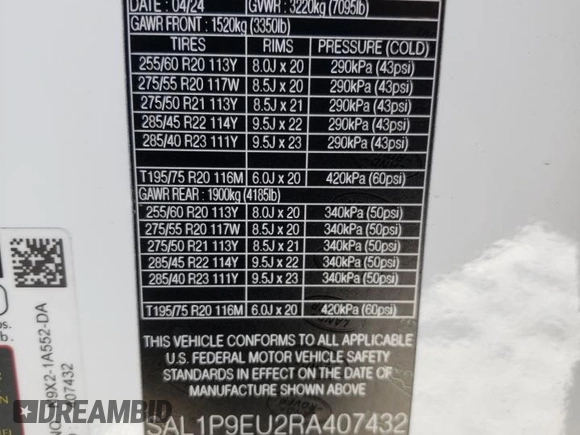 DATE : 04/24 GVWR : 3220kg (7095lb)
GAWR FRONT : 1520kg (3350lb)
TIRES RIMS PRESSURE (COLD)
255/60 R20 113Y 8.0J x 20 290kPa (43psi)
275/55 R20 117W 8.5J x 20 290kPa (43psi)
275/50 R21 113Y 8.5J x 21 290kPa (43psi)
285/45 R22 114Y 9.5J x 22 290kPa (43psi)
285/40 R23 111Y 9.5J x 23 290kPa (43psi)
T195/75 R20 116M 6.0J x 20 420kPa (60psi)
GAWR REAR : 1900kg (4185lb)
255/60 R20 113Y 8.0J x 20 340kPa (50psi)
275/55 R20 117W 8.5J x 20 340kPa (50psi)
275/50 R21 113Y 8.5J x 21 340kPa (50psi)
285/45 R22 114Y 9.5J x 22 340kPa (50psi)
285/40 R23 111Y 9.5J x 23 340kPa (50psi)
T195/75 R20 116M 6.0J x 20 420kPa (60psi)
THIS VEHICLE CONFORMS TO ALL APPLICABLE
U.S. FEDERAL MOTOR VEHICLE SAFETY
STANDARDS IN EFFECT ON THE DATE OF
MANUFACTURE SHOWN ABOVE
SAL1P9EU2RA407432
9X2-1A552-DA
07432
DEALER
HISTORY